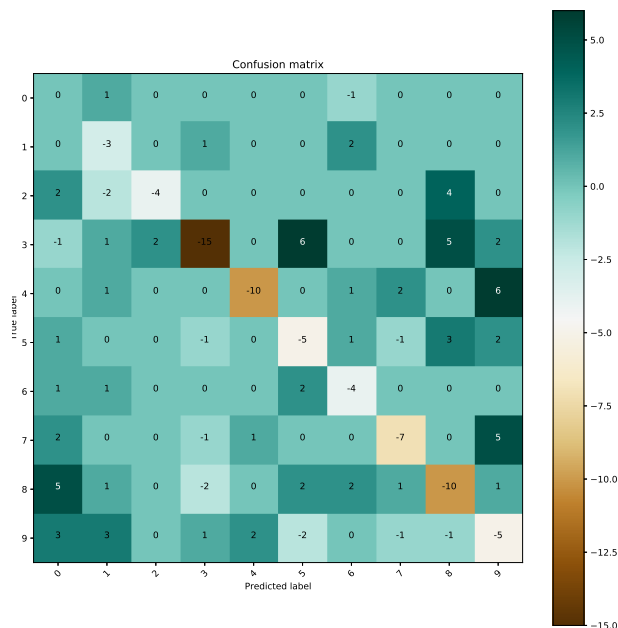 Confusion matrix
0 0 1 0 0 0 0 -1 0 0 0
1 0 -3 0 1 0 0 2 0 0 0
2 2 -2 -4 0 0 0 0 0 4 0
3 -1 1 2 -15 0 6 0 0 5 2
4 0 1 0 0 -10 0 1 2 0 6
5 1 0 0 -1 0 -5 1 -1 3 2
6 1 1 0 0 0 2 -4 0 0 0
7 2 0 0 -1 1 0 0 -7 0 5
8 5 1 0 -2 0 2 2 1 -10 1
9 3 3 0 1 2 -2 0 -1 -1 -5
0 1 2 3 4 5 6 7 8 9
Predicted label
True label
5.0
2.5
0.0
−2.5
−5.0
−7.5
−10.0
−12.5
−15.0